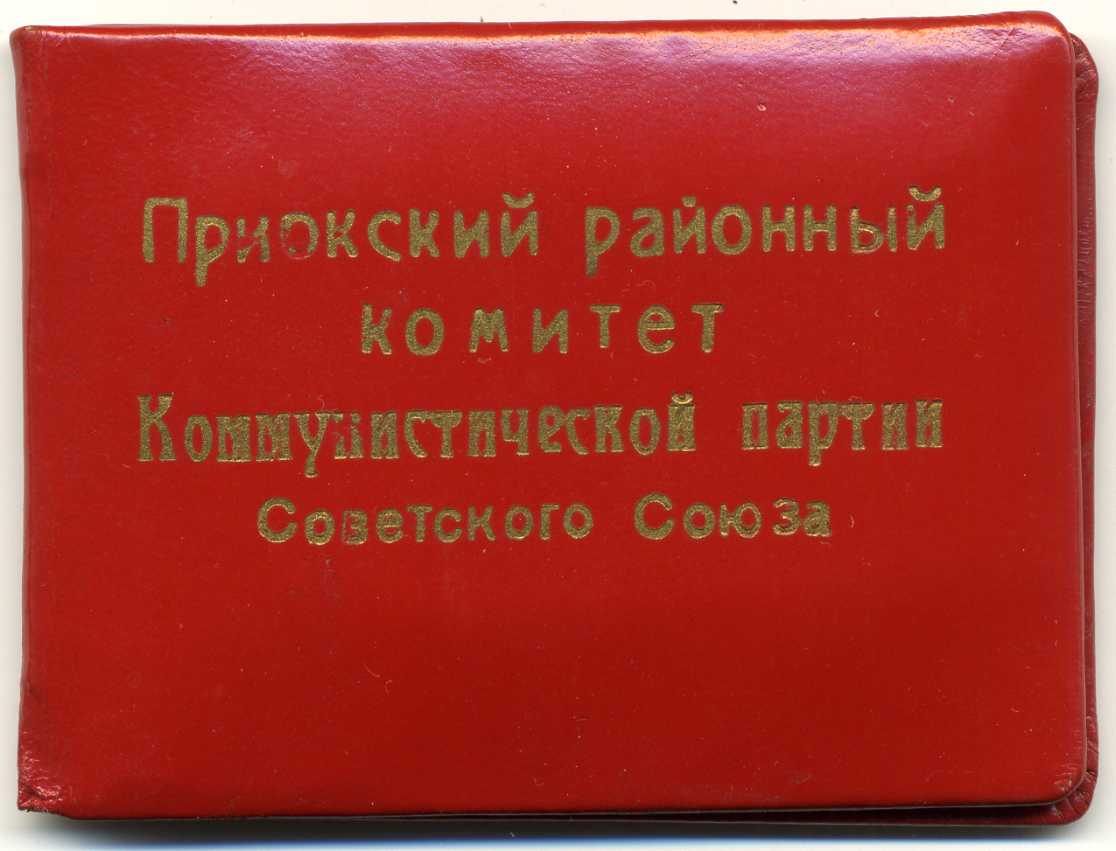 Приокский районный
комитет
Коммунистической партии
Советского Союза